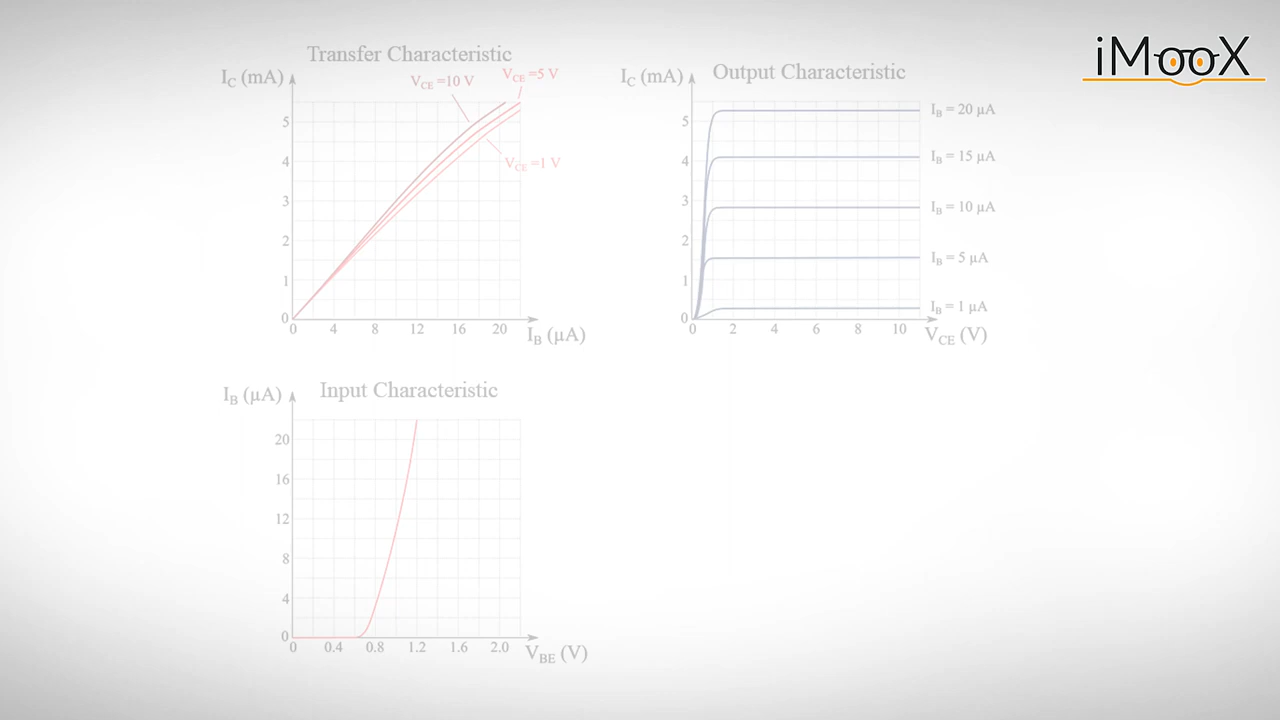 iMooX
Transfer Characteristic
I_C (mA)
V_CE =10 V
V_CE =5 V
V_CE =1 V
5
4
3
2
1
0
0 4 8 12 16 20
I_B (µA)
Output Characteristic
I_C (mA)
5
4
3
2
1
0
0 2 4 6 8 10
V_CE (V)
I_B = 20 µA
I_B = 15 µA
I_B = 10 µA
I_B = 5 µA
I_B = 1 µA
Input Characteristic
I_B (µA)
20
16
12
8
4
0
0 0.4 0.8 1.2 1.6 2.0
V_BE (V)